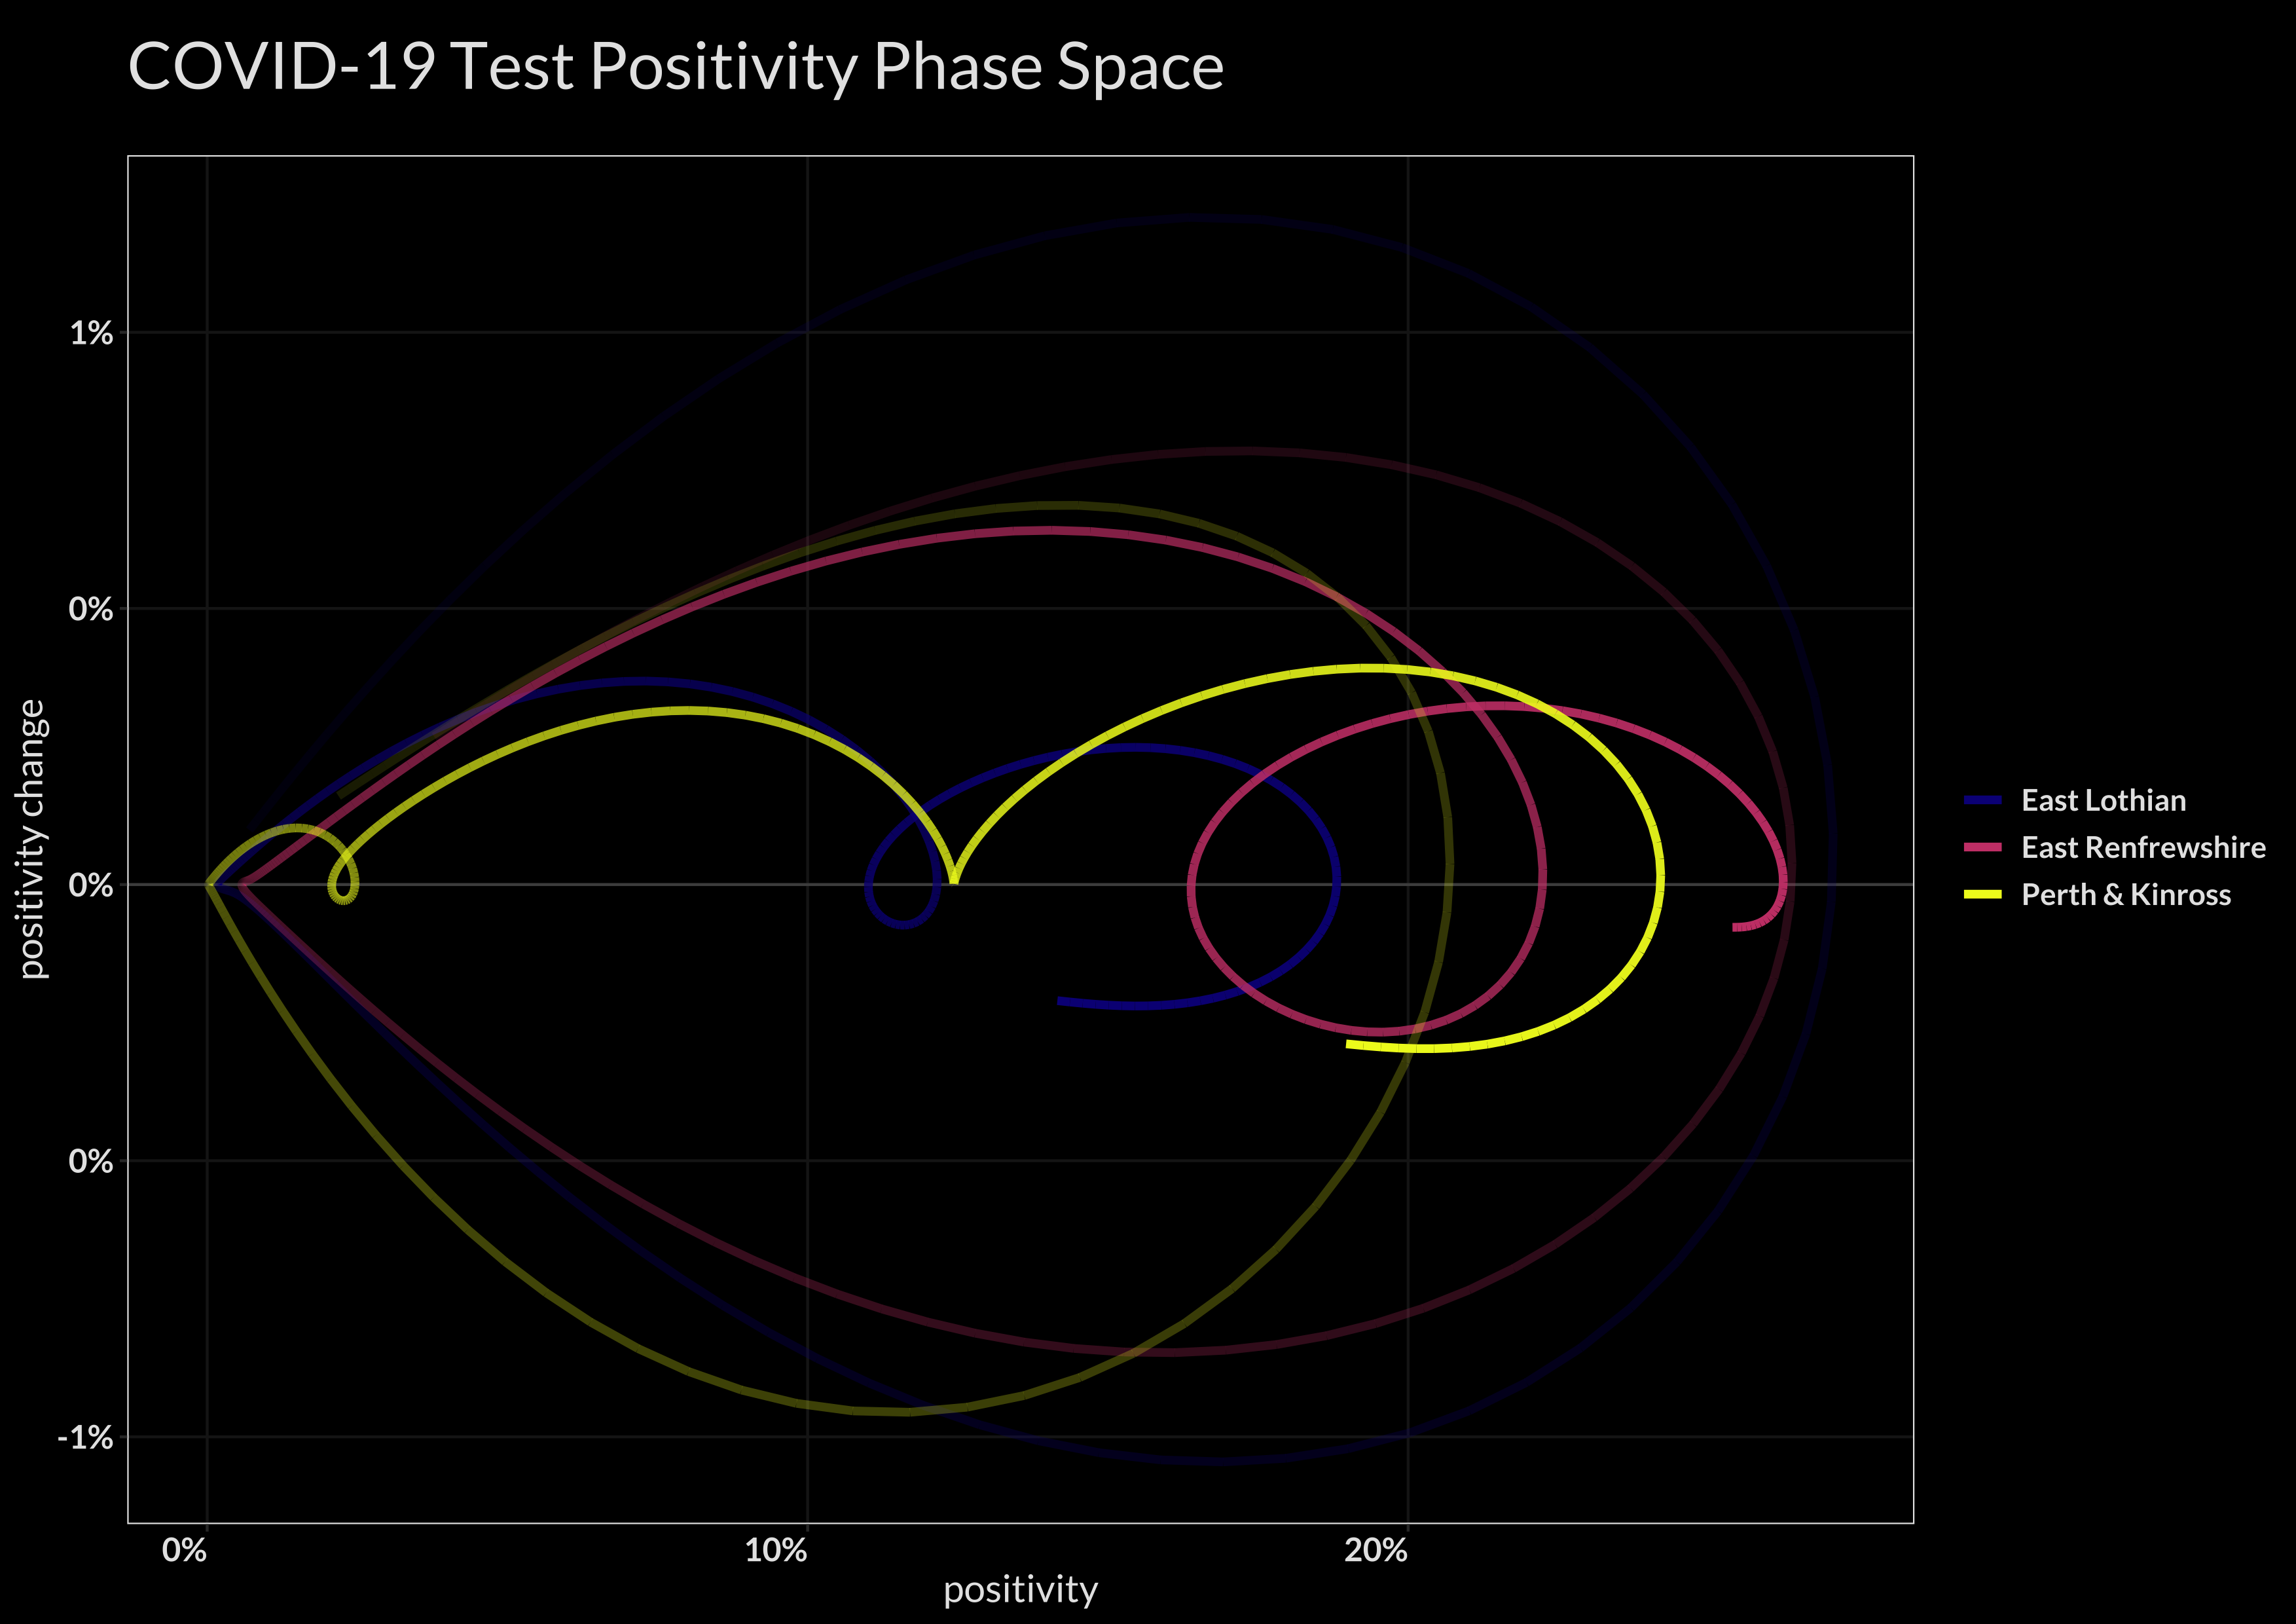 COVID-19 Test Positivity Phase Space
positivity change
1%
0%
0%
0%
-1%
0%
10%
20%
positivity
East Lothian
East Renfrewshire
Perth & Kinross